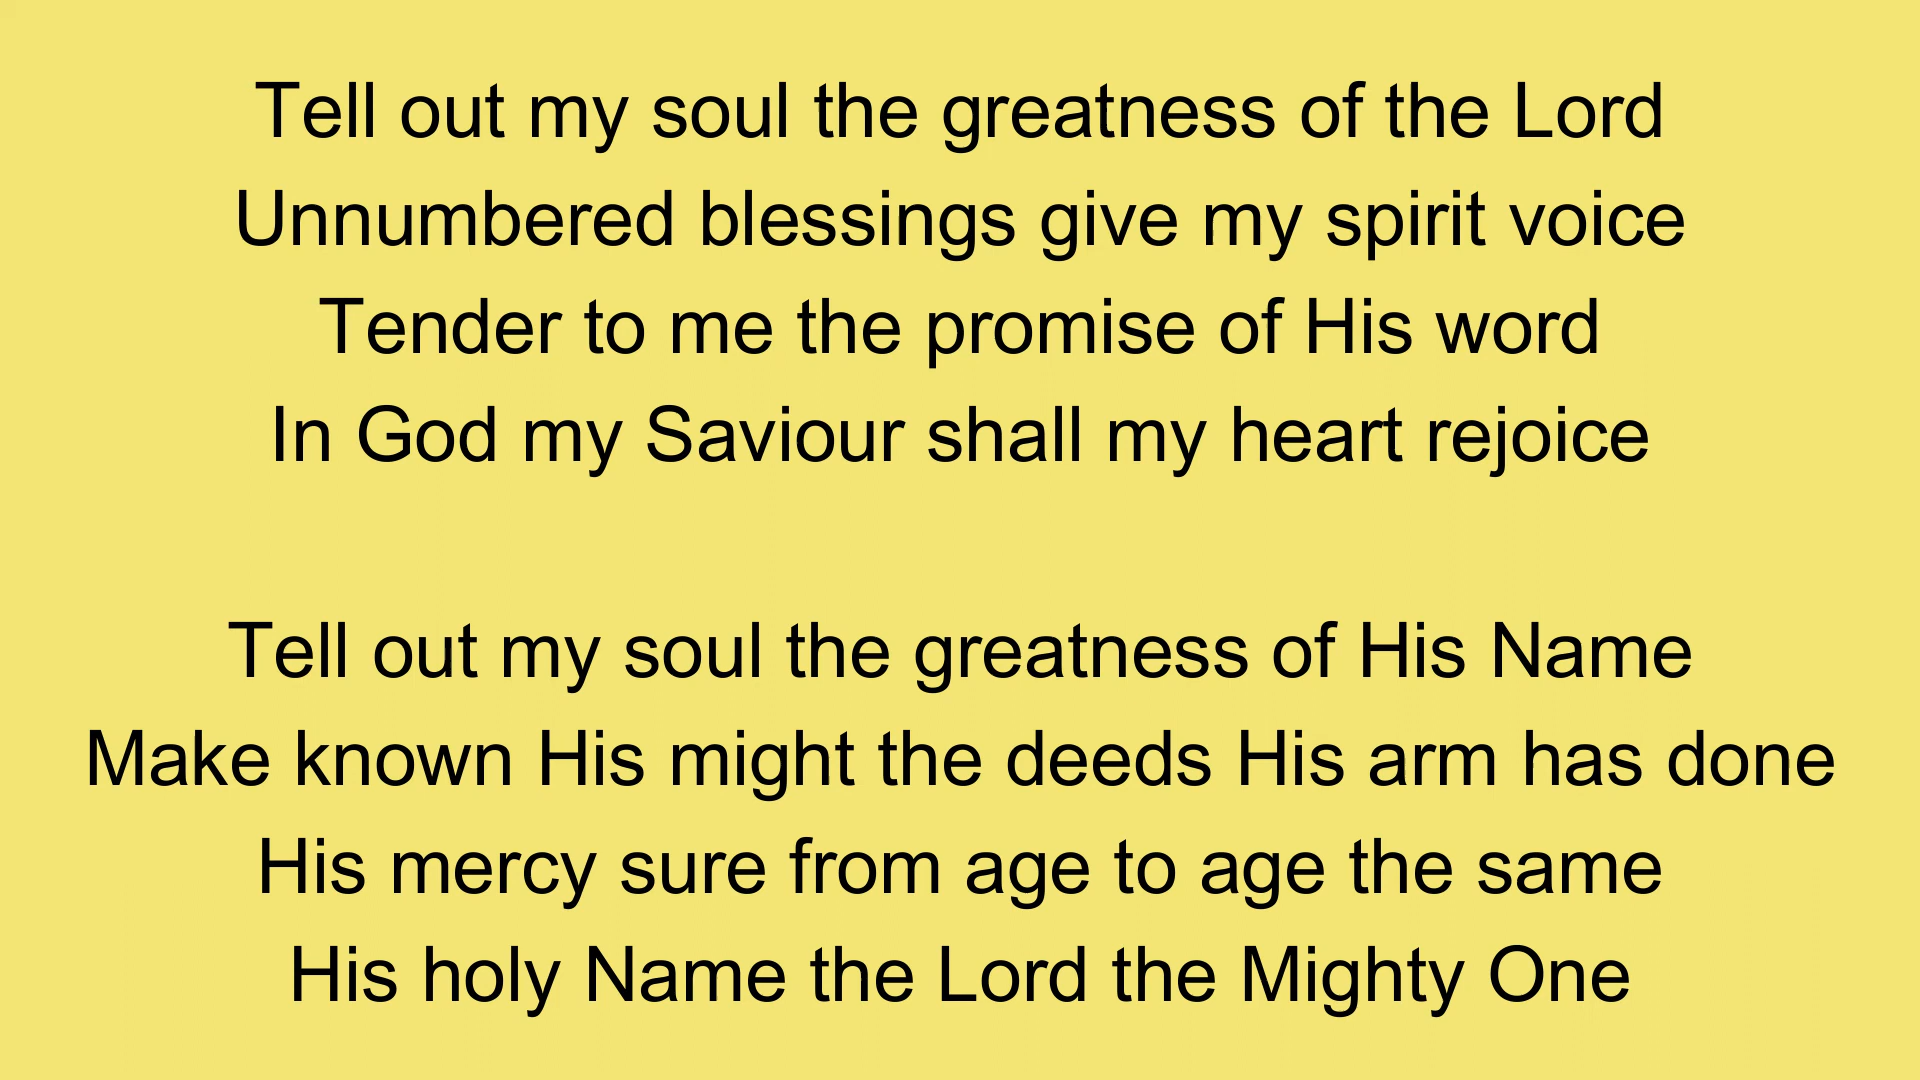 Tell out my soul the greatness of the Lord
Unnumbered blessings give my spirit voice
Tender to me the promise of His word
In God my Saviour shall my heart rejoice
Tell out my soul the greatness of His Name
Make known His might the deeds His arm has done
His mercy sure from age to age the same
His holy Name the Lord the Mighty One